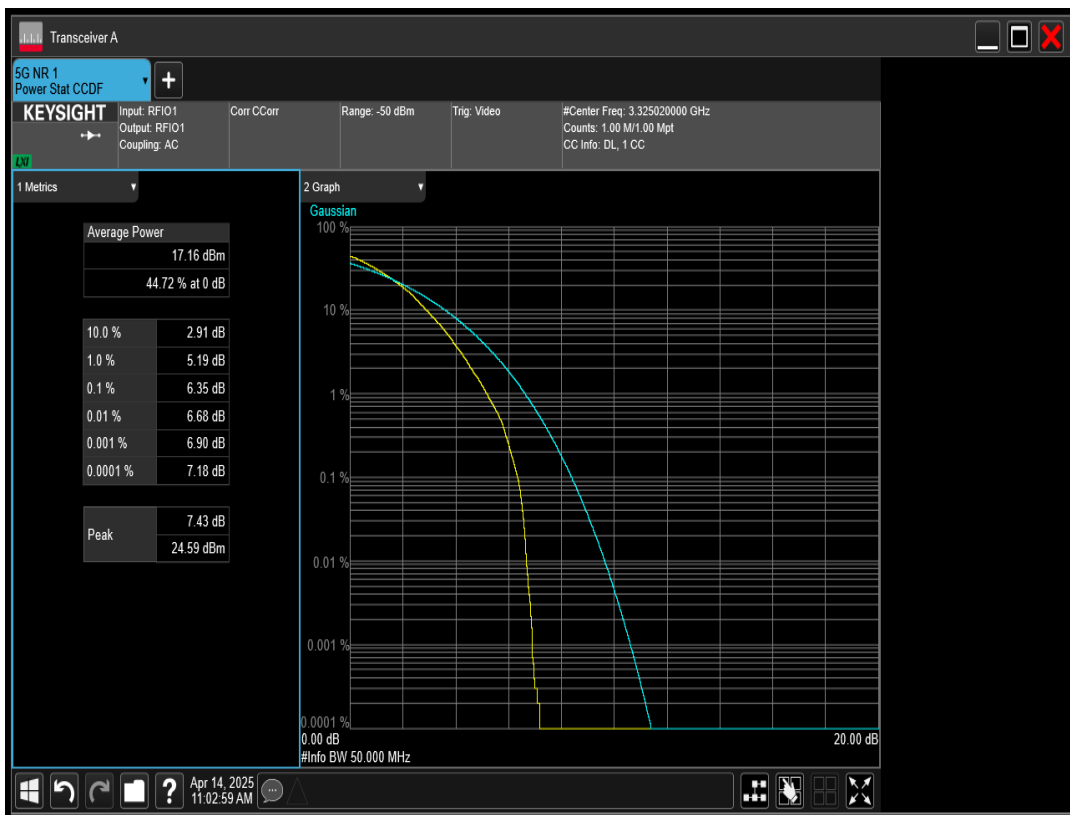 Transceiver A
5G NR 1
Power Stat CCDF
+
KEYSIGHT
LXI
Input: RFIO1
Output: RFIO1
Coupling: AC
Corr CCorr
Range: -50 dBm
Trig: Video
#Center Freq: 3.325020000 GHz
Counts: 1.00 M/1.00 Mpt
CC Info: DL, 1 CC
1 Metrics
Average Power
17.16 dBm
44.72 % at 0 dB
10.0 % 2.91 dB
1.0 % 5.19 dB
0.1 % 6.35 dB
0.01 % 6.68 dB
0.001 % 6.90 dB
0.0001 % 7.18 dB
Peak
7.43 dB
24.59 dBm
2 Graph
Gaussian
100 %
10 %
1 %
0.1 %
0.01 %
0.001 %
0.0001 %
0.00 dB 20.00 dB
#Info BW 50.000 MHz
?
Apr 14, 2025
11:02:59 AM